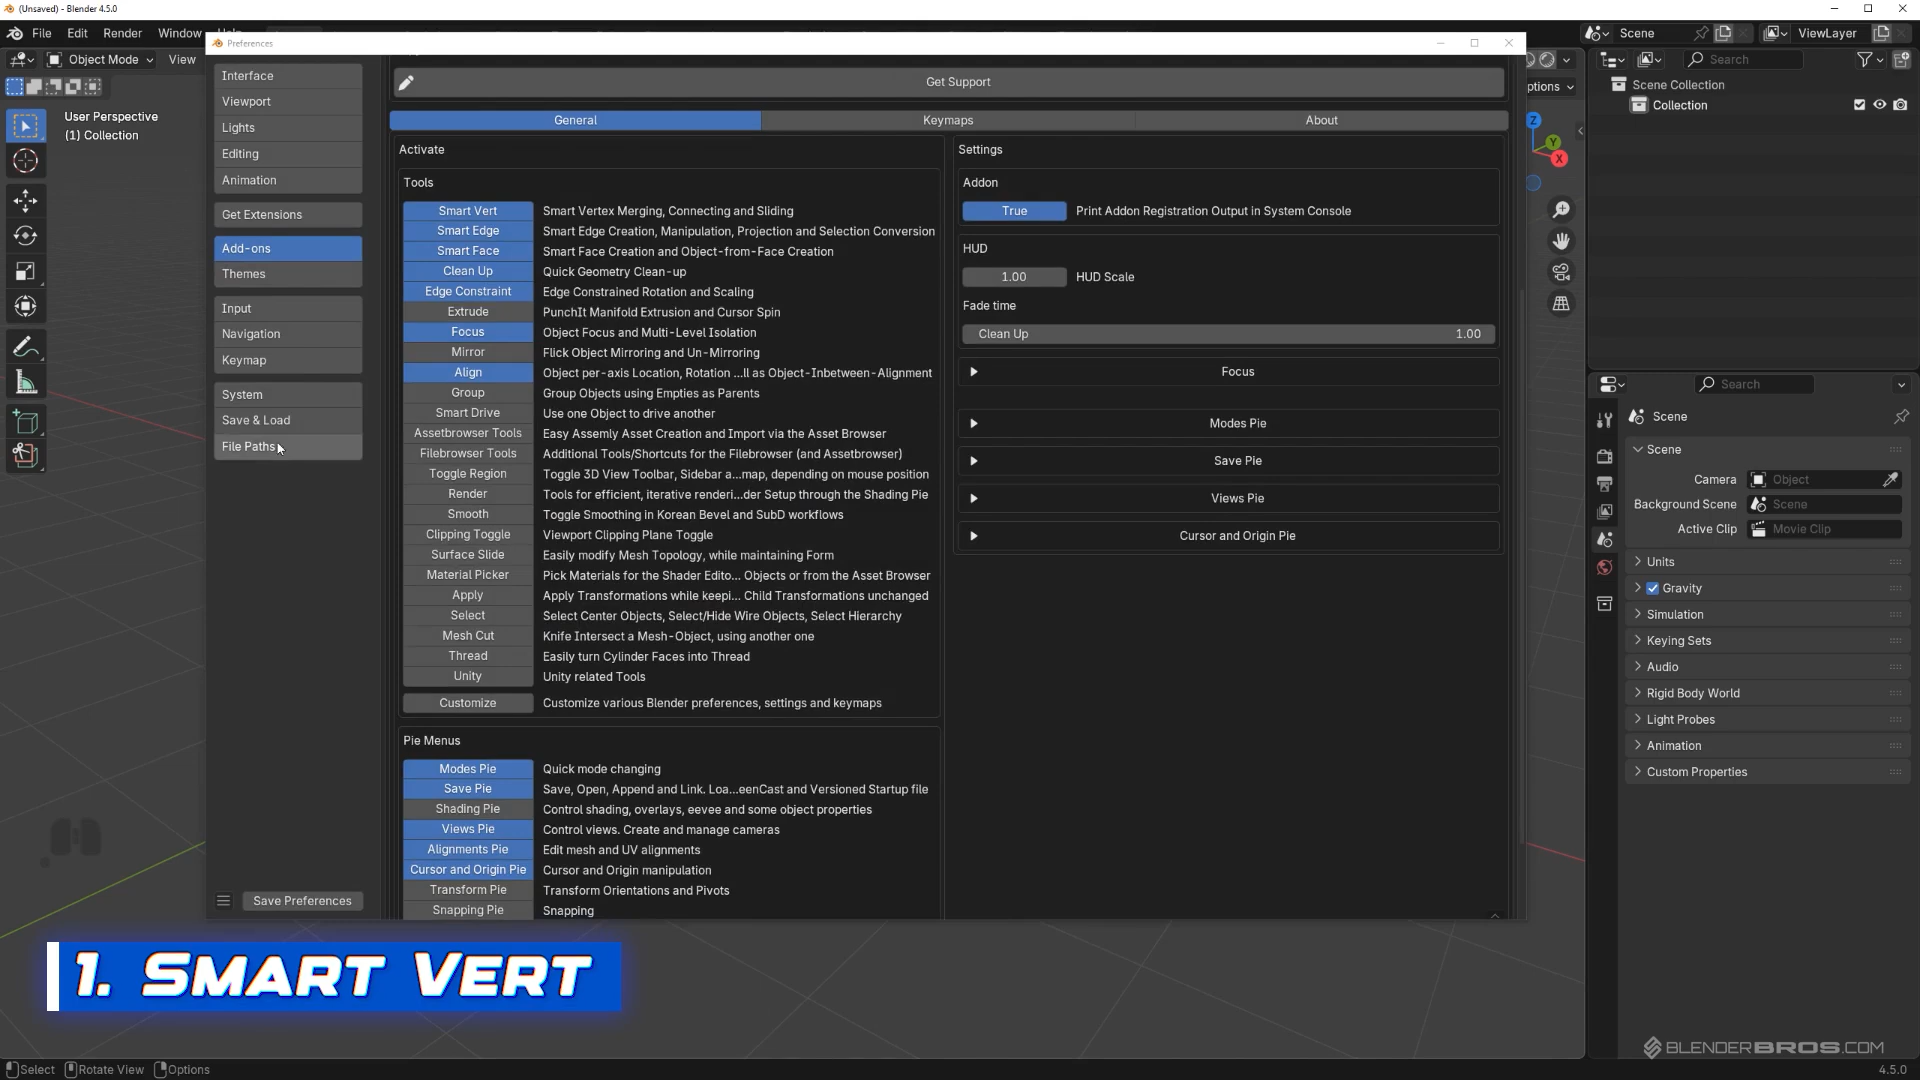 (Unsaved) - Blender 4.5.0
File Edit Render Window Help
Scene
ViewLayer
Object Mode View
ptions
Search
User Perspective
(1) Collection
Scene Collection
Collection
Preferences
Interface
Viewport
Lights
Editing
Animation
Get Extensions
Add-ons
Themes
Input
Navigation
Keymap
System
Save & Load
File Paths
Save Preferences
Get Support
General Keymaps About
Activate
Tools
Smart Vert Smart Vertex Merging, Connecting and Sliding
Smart Edge Smart Edge Creation, Manipulation, Projection and Selection Conversion
Smart Face Smart Face Creation and Object-from-Face Creation
Clean Up Quick Geometry Clean-up
Edge Constraint Edge Constrained Rotation and Scaling
Extrude PunchIt Manifold Extrusion and Cursor Spin
Focus Object Focus and Multi-Level Isolation
Mirror Flick Object Mirroring and Un-Mirroring
Align Object per-axis Location, Rotation ...ll as Object-Inbetween-Alignment
Group Group Objects using Empties as Parents
Smart Drive Use one Object to drive another
Assetbrowser Tools Easy Assemly Asset Creation and Import via the Asset Browser
Filebrowser Tools Additional Tools/Shortcuts for the Filebrowser (and Assetbrowser)
Toggle Region Toggle 3D View Toolbar, Sidebar a...map, depending on mouse position
Render Tools for efficient, iterative renderi...der Setup through the Shading Pie
Smooth Toggle Smoothing in Korean Bevel and SubD workflows
Clipping Toggle Viewport Clipping Plane Toggle
Surface Slide Easily modify Mesh Topology, while maintaining Form
Material Picker Pick Materials for the Shader Edito... Objects or from the Asset Browser
Apply Apply Transformations while keepi... Child Transformations unchanged
Select Select Center Objects, Select/Hide Wire Objects, Select Hierarchy
Mesh Cut Knife Intersect a Mesh-Object, using another one
Thread Easily turn Cylinder Faces into Thread
Unity Unity related Tools
Customize Customize various Blender preferences, settings and keymaps
Pie Menus
Modes Pie Quick mode changing
Save Pie Save, Open, Append and Link. Loa...eenCast and Versioned Startup file
Shading Pie Control shading, overlays, eevee and some object properties
Views Pie Control views. Create and manage cameras
Alignments Pie Edit mesh and UV alignments
Cursor and Origin Pie Cursor and Origin manipulation
Transform Pie Transform Orientations and Pivots
Snapping Pie Snapping
Settings
Addon
True Print Addon Registration Output in System Console
HUD
1.00 HUD Scale
Fade time
Clean Up 1.00
Focus
Modes Pie
Save Pie
Views Pie
Cursor and Origin Pie
Z
Y
X
Search
Scene
Scene
Camera Object
Background Scene Scene
Active Clip Movie Clip
Units
Gravity
Simulation
Keying Sets
Audio
Rigid Body World
Light Probes
Animation
Custom Properties
1. SMART VERT
BLENDERBROS.COM
Select Rotate View Options
4.5.0